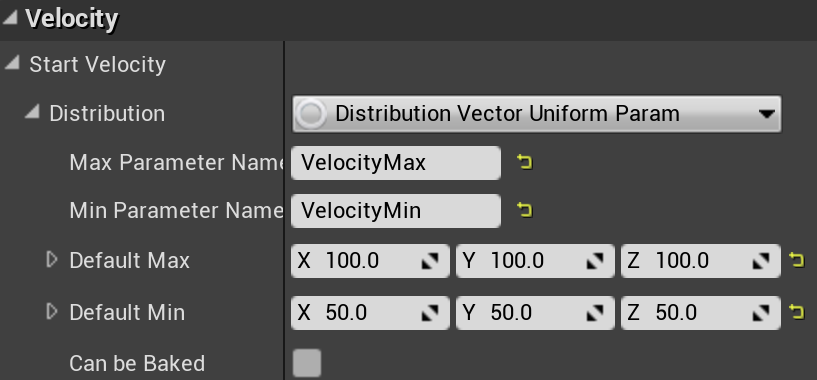 Velocity
Start Velocity
Distribution Distribution Vector Uniform Param
Max Parameter Name VelocityMax
Min Parameter Name VelocityMin
Default Max X 100.0 Y 100.0 Z 100.0
Default Min X 50.0 Y 50.0 Z 50.0
Can be Baked